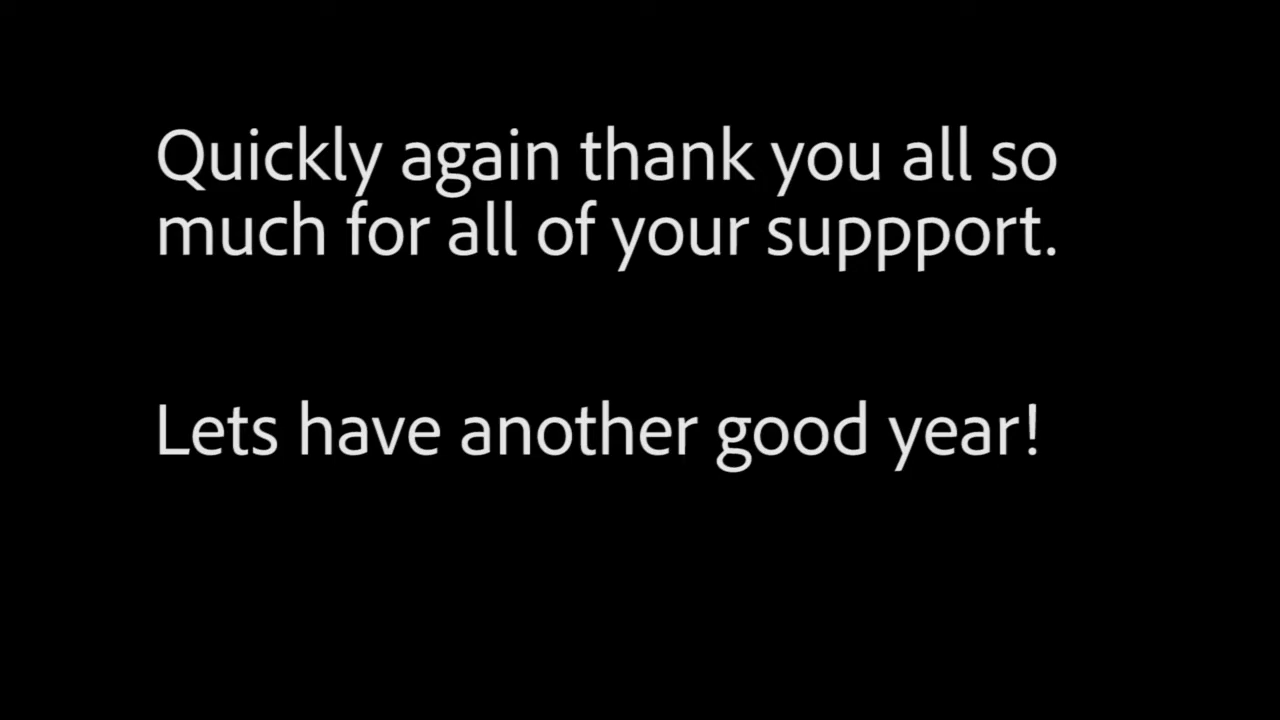 Quickly again thank you all so
much for all of your suppport.
Lets have another good year!